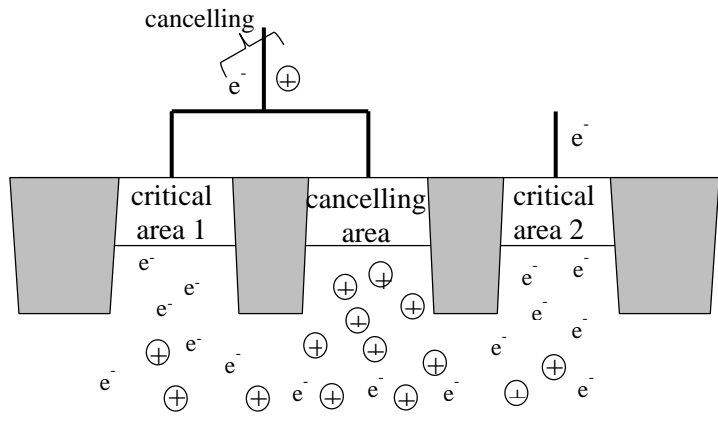 cancelling
e⁻ +
e⁻
critical cancelling critical
area 1 area area 2
e⁻ e⁻ e⁻
+ +
e⁻ + e⁻
e⁻ + e⁻
e⁻
+ e⁻ + + e⁻
e⁻ + +
e⁻ e⁻ e⁻ e⁻
+ + + + +